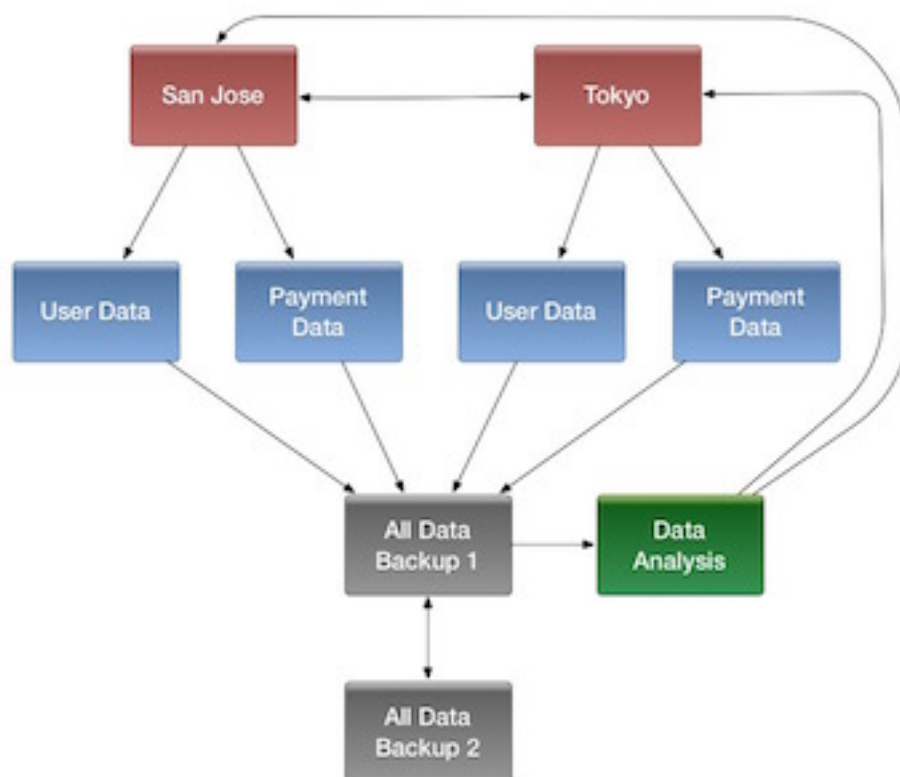 San Jose
Tokyo
User Data
Payment
Data
User Data
Payment
Data
All Data
Backup 1
Data
Analysis
All Data
Backup 2